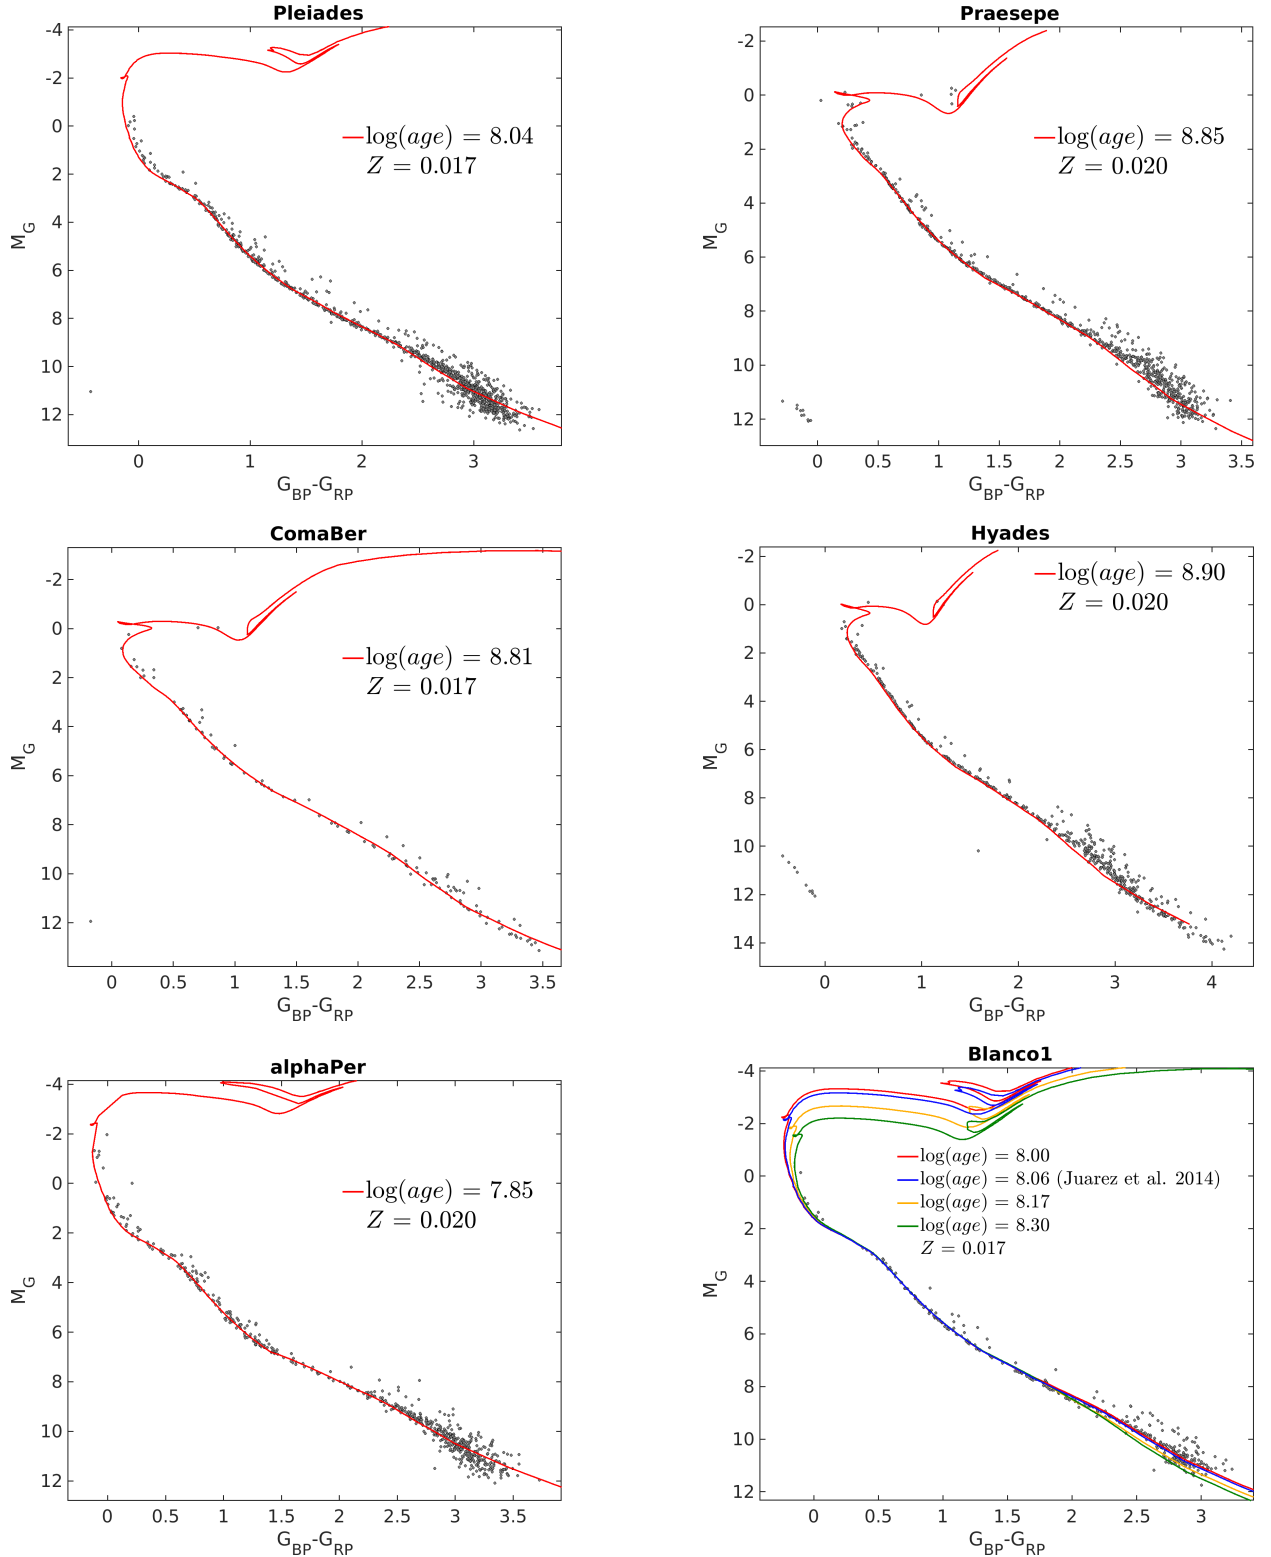 Pleiades
-4
-2
0
2
4
6
8
10
12
M_G
log(age) = 8.04
Z = 0.017
0 1 2 3
G_BP-G_RP
Praesepe
-2
0
2
4
6
8
10
12
M_G
log(age) = 8.85
Z = 0.020
0 0.5 1 1.5 2 2.5 3 3.5
G_BP-G_RP
ComaBer
-2
0
2
4
6
8
10
12
M_G
log(age) = 8.81
Z = 0.017
0 0.5 1 1.5 2 2.5 3 3.5
G_BP-G_RP
Hyades
-2
0
2
4
6
8
10
12
14
M_G
log(age) = 8.90
Z = 0.020
0 1 2 3 4
G_BP-G_RP
alphaPer
-4
-2
0
2
4
6
8
10
12
M_G
log(age) = 7.85
Z = 0.020
0 0.5 1 1.5 2 2.5 3 3.5
G_BP-G_RP
Blanco1
-4
-2
0
2
4
6
8
10
12
M_G
log(age) = 8.00
log(age) = 8.06 (Juarez et al. 2014)
log(age) = 8.17
log(age) = 8.30
Z = 0.017
0 0.5 1 1.5 2 2.5 3
G_BP-G_RP